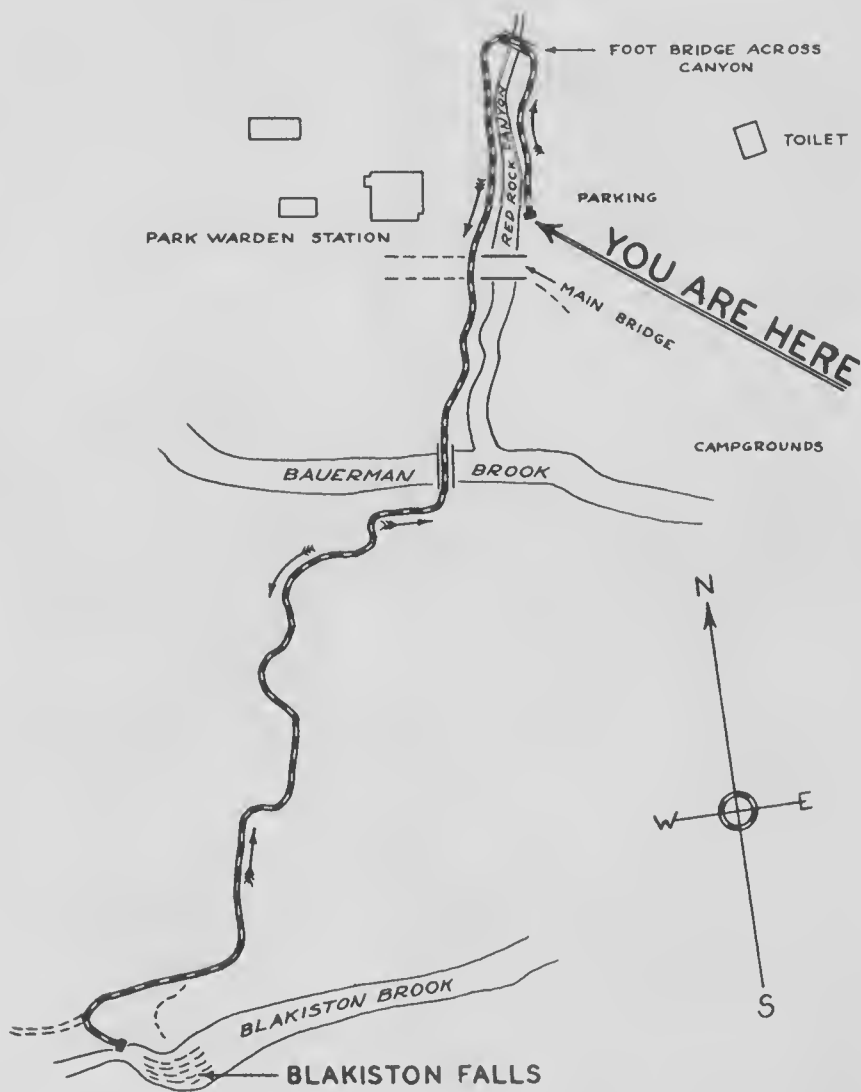 FOOT BRIDGE ACROSS
CANYON
TOILET
RED ROCK CANYON
PARKING
PARK WARDEN STATION
YOU ARE HERE
MAIN BRIDGE
CAMPGROUNDS
BAUERMAN BROOK
N
W
E
S
BLAKISTON BROOK
BLAKISTON FALLS